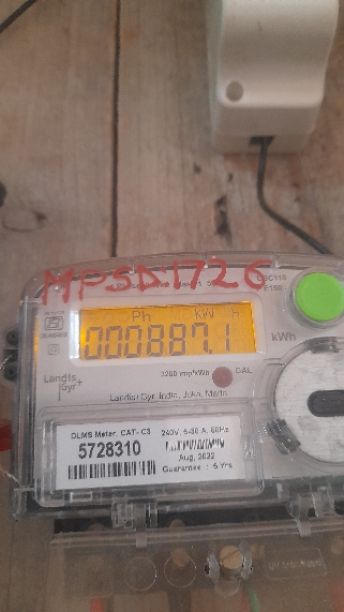 MPSD1726
Ph kW h
000887.1
kWh
3200 imp/kWh
CAL
Landis
Gyr+
DLMS Meter, CAT- C3
5728310
240V, 5-30 A, 50Hz
Aug, 2022
Guarantee : 5 Yrs